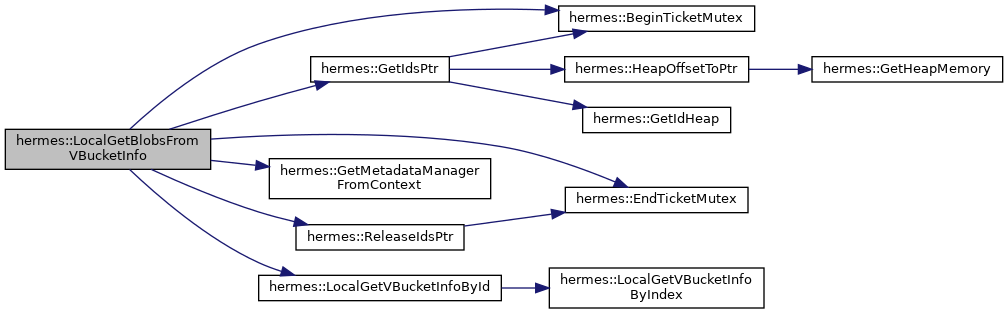 hermes::LocalGetBlobsFrom
VBucketInfo
hermes::BeginTicketMutex
hermes::GetIdsPtr
hermes::HeapOffsetToPtr
hermes::GetHeapMemory
hermes::GetIdHeap
hermes::GetMetadataManager
FromContext
hermes::EndTicketMutex
hermes::ReleaseIdsPtr
hermes::LocalGetVBucketInfoById
hermes::LocalGetVBucketInfo
ByIndex